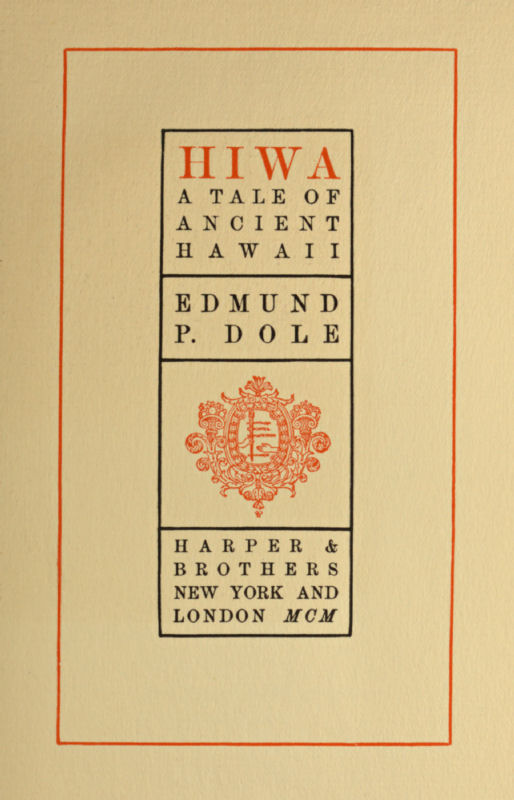 HIWA
A TALE OF
ANCIENT
HAWAII
EDMUND
P. DOLE
HARPER &
BROTHERS
NEW YORK AND
LONDON MCM